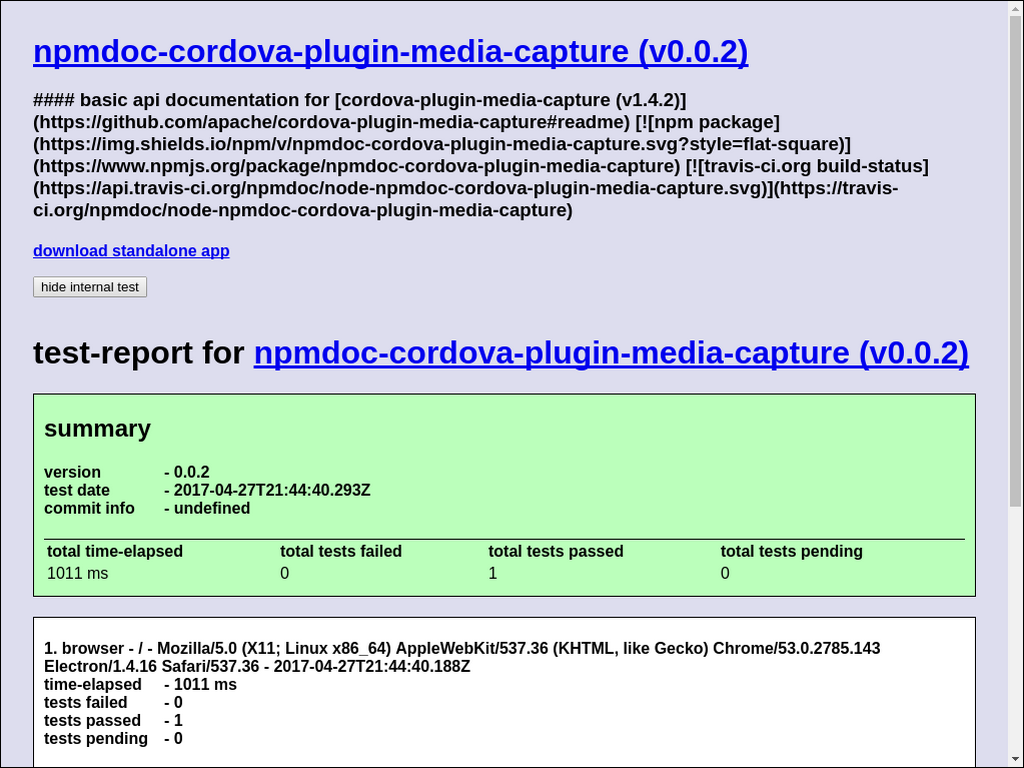 npmdoc-cordova-plugin-media-capture (v0.0.2)
#### basic api documentation for [cordova-plugin-media-capture (v1.4.2)]
(https://github.com/apache/cordova-plugin-media-capture#readme) [![npm package]
(https://img.shields.io/npm/v/npmdoc-cordova-plugin-media-capture.svg?style=flat-square)]
(https://www.npmjs.org/package/npmdoc-cordova-plugin-media-capture) [![travis-ci.org build-status]
(https://api.travis-ci.org/npmdoc/node-npmdoc-cordova-plugin-media-capture.svg)](https://travis-
ci.org/npmdoc/node-npmdoc-cordova-plugin-media-capture)
download standalone app
hide internal test
test-report for npmdoc-cordova-plugin-media-capture (v0.0.2)
summary
version - 0.0.2
test date - 2017-04-27T21:44:40.293Z
commit info - undefined
total time-elapsed total tests failed total tests passed total tests pending
1011 ms 0 1 0
1. browser - / - Mozilla/5.0 (X11; Linux x86_64) AppleWebKit/537.36 (KHTML, like Gecko) Chrome/53.0.2785.143
Electron/1.4.16 Safari/537.36 - 2017-04-27T21:44:40.188Z
time-elapsed - 1011 ms
tests failed - 0
tests passed - 1
tests pending - 0